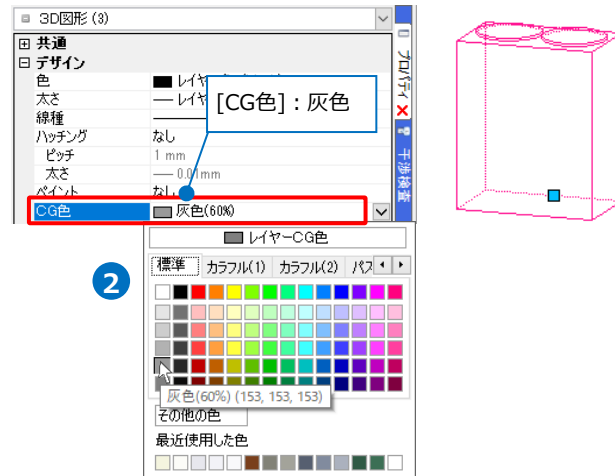 3D図形 (3)
共通
デザイン
色
太さ
線種
ハッチング なし
ピッチ 1 mm
太さ 0.01mm
ペイント なし
CG色 灰色(60%)
[CG色]：灰色
プロパティ
干渉検査
レイヤーCG色
2
標準 カラフル(1) カラフル(2)
灰色(60%) (153, 153, 153)
その他の色
最近使用した色